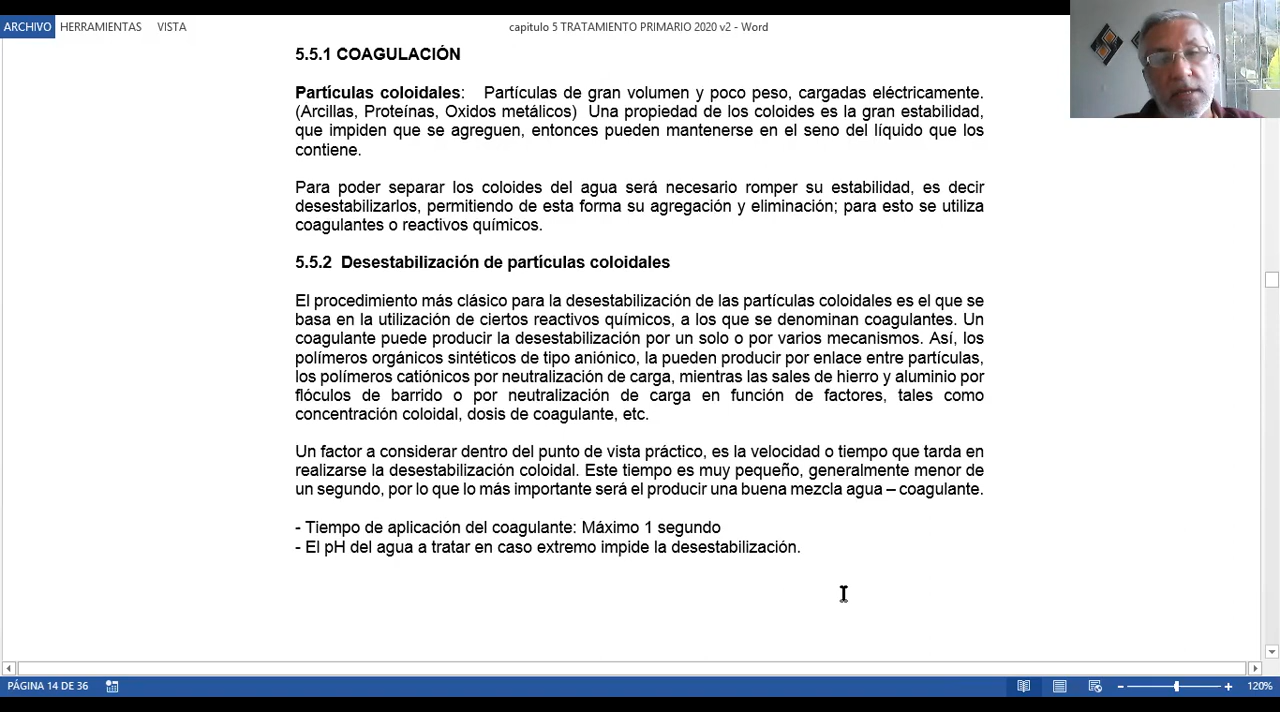 ARCHIVO HERRAMIENTAS VISTA
capitulo 5 TRATAMIENTO PRIMARIO 2020 v2 - Word
5.5.1 COAGULACIÓN
Partículas coloidales: Partículas de gran volumen y poco peso, cargadas eléctricamente.
(Arcillas, Proteínas, Oxidos metálicos) Una propiedad de los coloides es la gran estabilidad,
que impiden que se agreguen, entonces pueden mantenerse en el seno del líquido que los
contiene.
Para poder separar los coloides del agua será necesario romper su estabilidad, es decir
desestabilizarlos, permitiendo de esta forma su agregación y eliminación; para esto se utiliza
coagulantes o reactivos químicos.
5.5.2 Desestabilización de partículas coloidales
El procedimiento más clásico para la desestabilización de las partículas coloidales es el que se
basa en la utilización de ciertos reactivos químicos, a los que se denominan coagulantes. Un
coagulante puede producir la desestabilización por un solo o por varios mecanismos. Así, los
polímeros orgánicos sintéticos de tipo aniónico, la pueden producir por enlace entre partículas,
los polímeros catiónicos por neutralización de carga, mientras las sales de hierro y aluminio por
flóculos de barrido o por neutralización de carga en función de factores, tales como
concentración coloidal, dosis de coagulante, etc.
Un factor a considerar dentro del punto de vista práctico, es la velocidad o tiempo que tarda en
realizarse la desestabilización coloidal. Este tiempo es muy pequeño, generalmente menor de
un segundo, por lo que lo más importante será el producir una buena mezcla agua – coagulante.
- Tiempo de aplicación del coagulante: Máximo 1 segundo
- El pH del agua a tratar en caso extremo impide la desestabilización.
PÁGINA 14 DE 36
120%